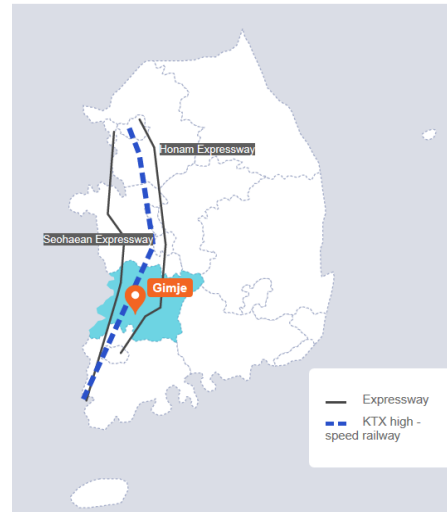 Honam Expressway
Seohaean Expressway
Gimje
Expressway
KTX high -
speed railway